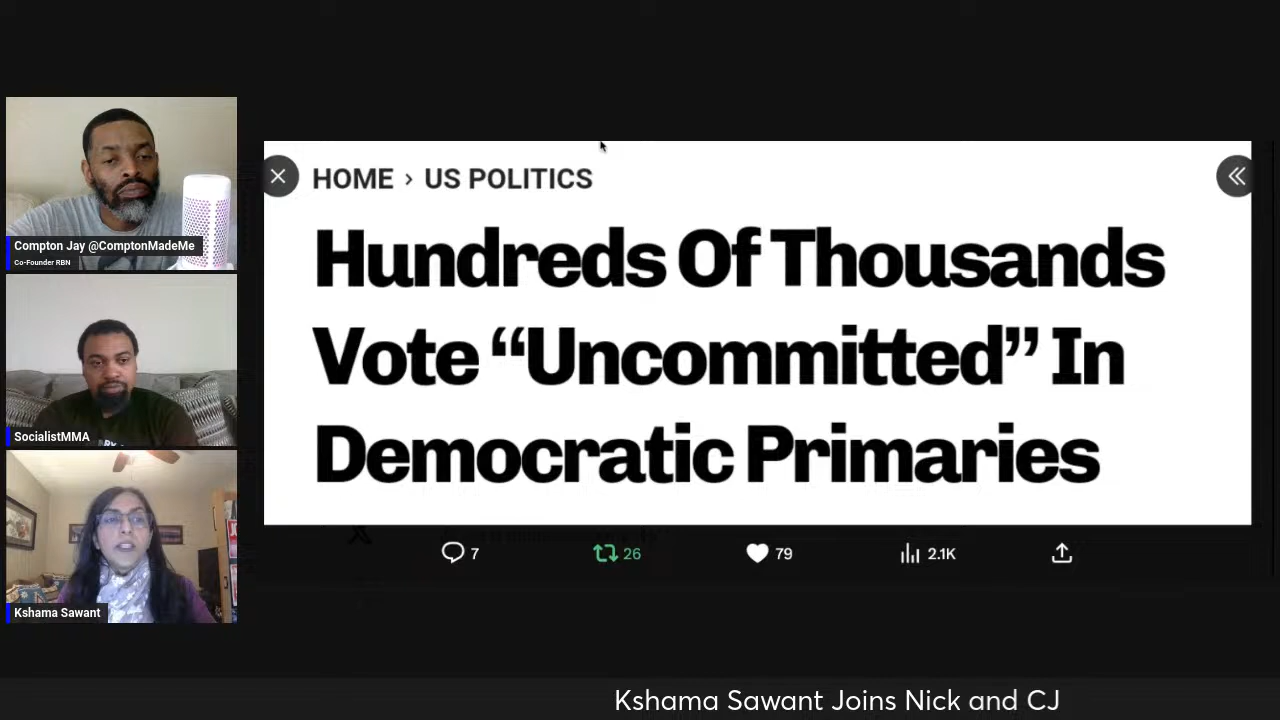 Compton Jay @ComptonMadeMe
Co-Founder RBN
SocialistMMA
Kshama Sawant
HOME › US POLITICS
Hundreds Of Thousands
Vote “Uncommitted” In
Democratic Primaries
7 26 79 2.1K
Kshama Sawant Joins Nick and CJ